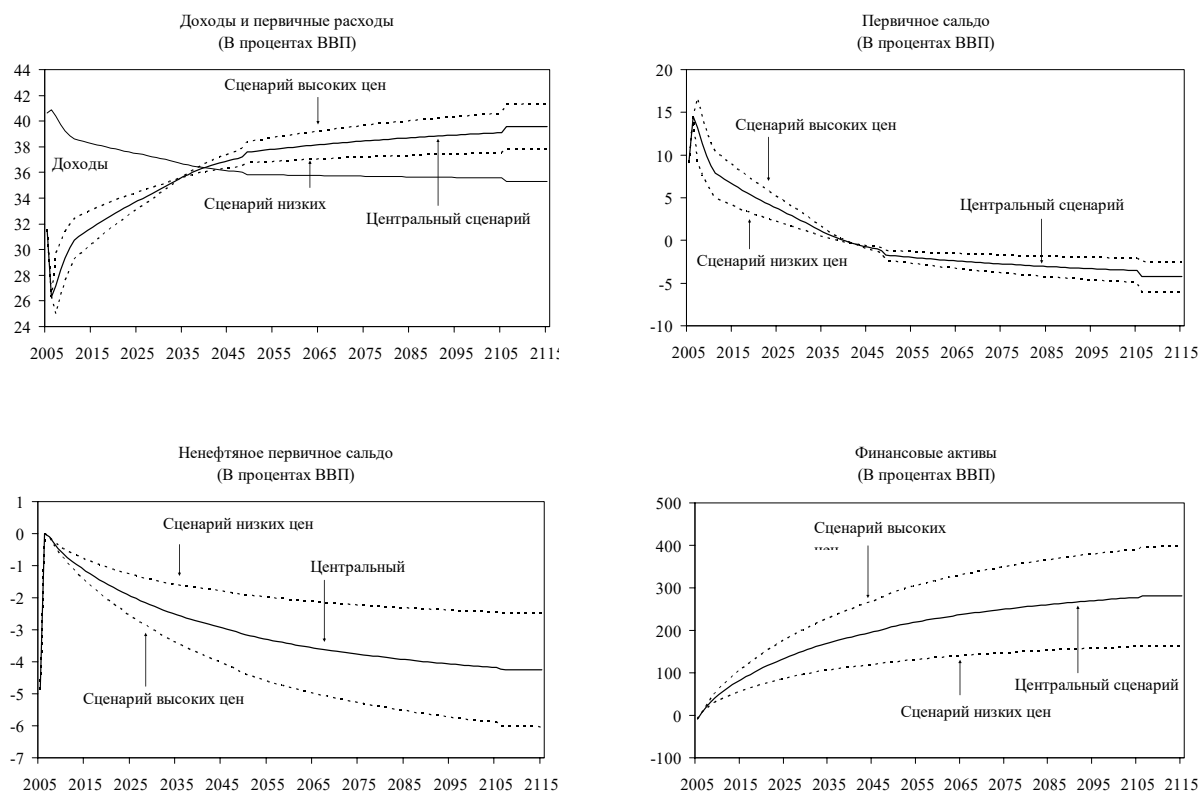 Доходы и первичные расходы
(В процентах ВВП)
44
42
40
38
36
34
32
30
28
26
24
Сценарий высоких цен
Доходы
Сценарий низких
Центральный сценарий
2005 2015 2025 2035 2045 2055 2065 2075 2085 2095 2105
Первичное сальдо
(В процентах ВВП)
20
15
10
5
0
-5
-10
Сценарий высоких цен
Центральный сценарий
Сценарий низких цен
2005 2015 2025 2035 2045 2055 2065 2075 2085 2095 2105 2115
Ненефтяное первичное сальдо
(В процентах ВВП)
1
0
-1
-2
-3
-4
-5
-6
-7
Сценарий низких цен
Центральный
Сценарий высоких цен
2005 2015 2025 2035 2045 2055 2065 2075 2085 2095 2105 2115
Финансовые активы
(В процентах ВВП)
500
400
300
200
100
0
-100
Сценарий высоких
Центральный сценарий
Сценарий низких цен
2005 2015 2025 2035 2045 2055 2065 2075 2085 2095 2105 2115